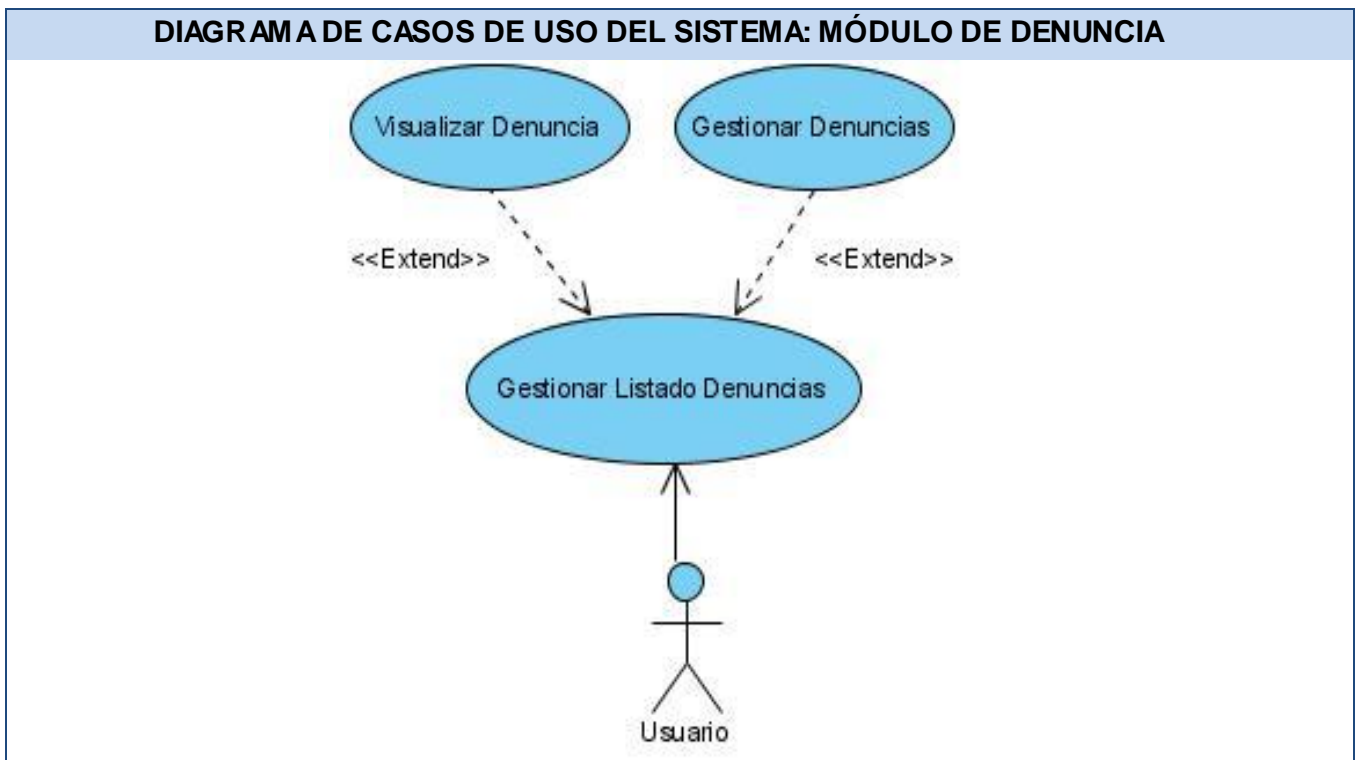 DIAGRAMA DE CASOS DE USO DEL SISTEMA: MÓDULO DE DENUNCIA
Visualizar Denuncia
Gestionar Denuncias
<<Extend>>
<<Extend>>
Gestionar Listado Denuncias
Usuario